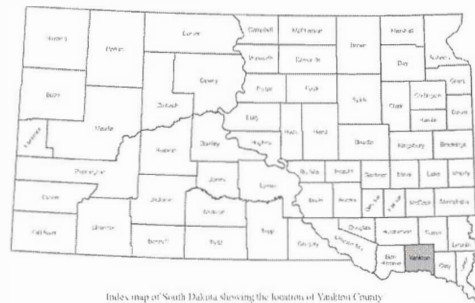 Harding
Perkins
Corson
Campbell
McPherson
Brown
Marshall
Roberts
Day
Walworth
Edmunds
Dewey
Ziebach
Butte
Meade
Potter
Faulk
Spink
Clark
Codington
Grant
Deuel
Hamlin
Sully
Hughes
Hyde
Hand
Beadle
Kingsbury
Brookings
Stanley
Haakon
Lawrence
Pennington
Jackson
Jones
Lyman
Buffalo
Jerauld
Sanborn
Miner
Lake
Moody
Custer
Brule
Aurora
McCook
Minnehaha
Fall River
Shannon
Bennett
Mellette
Todd
Tripp
Gregory
Charles Mix
Douglas
Hutchinson
Turner
Lincoln
Bon
Homme
Yankton
Clay
Index map of South Dakota showing the location of Yankton County